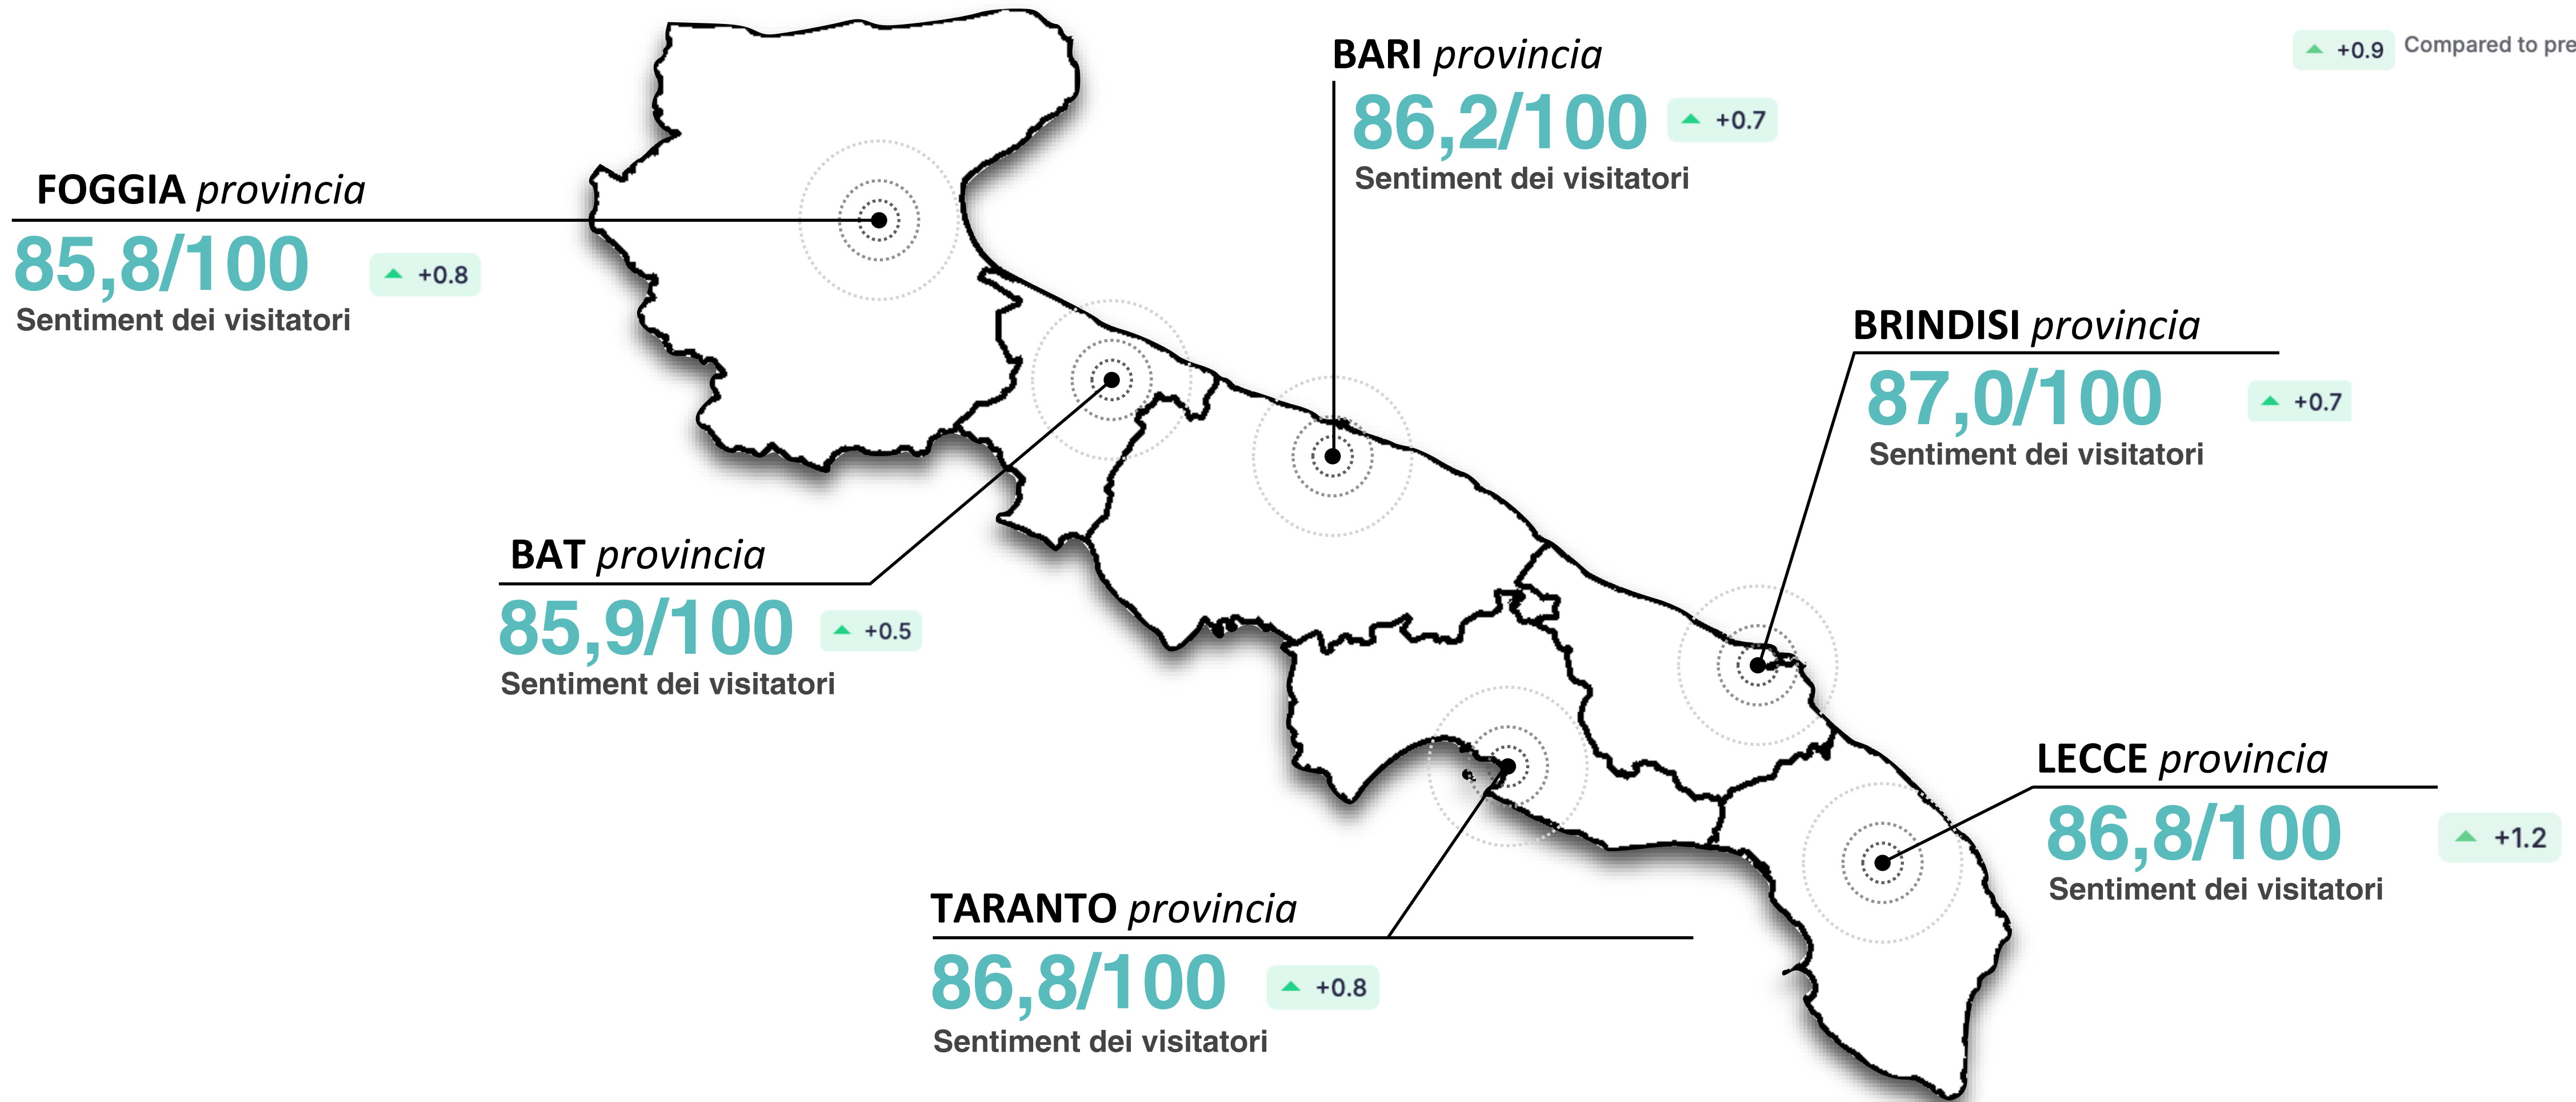 BARI provincia
86,2/100
+0.7
Sentiment dei visitatori
+0.9 Compared to
FOGGIA provincia
85,8/100
+0.8
Sentiment dei visitatori
BRINDISI provincia
87,0/100
+0.7
Sentiment dei visitatori
BAT provincia
85,9/100
+0.5
Sentiment dei visitatori
LECCE provincia
86,8/100
+1.2
Sentiment dei visitatori
TARANTO provincia
86,8/100
+0.8
Sentiment dei visitatori